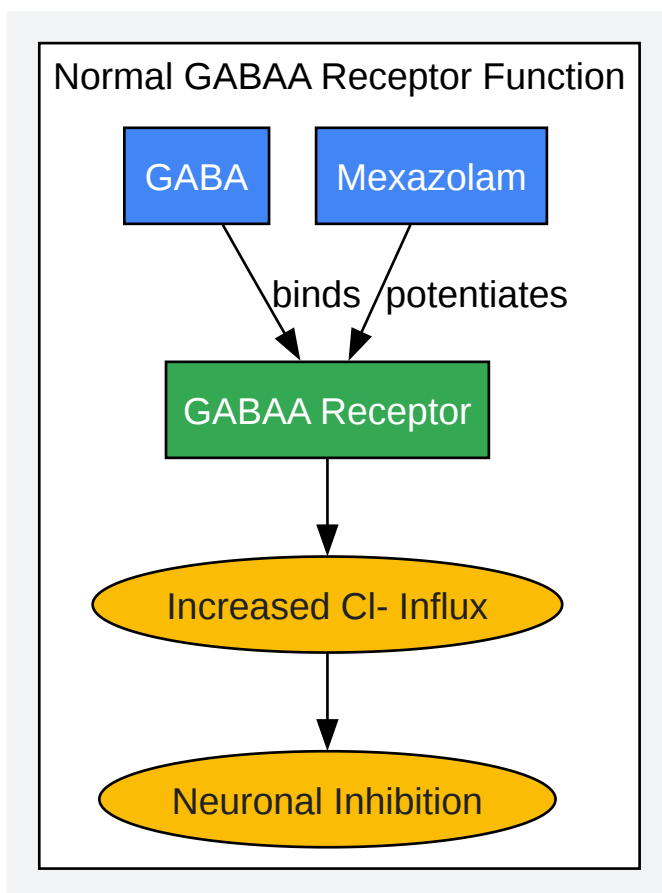 Normal GABAA Receptor Function
GABA
Mexazolam
binds
potentiates
GABAA Receptor
Increased Cl- Influx
Neuronal Inhibition